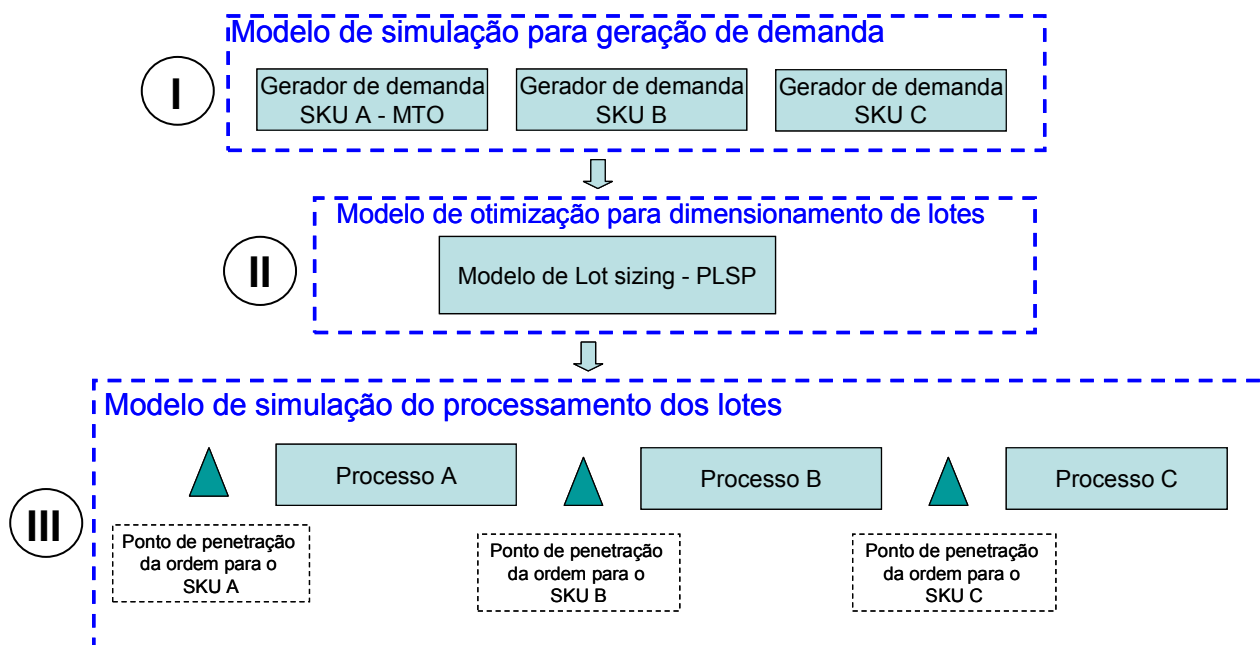 Modelo de simulação para geração de demanda
I
Gerador de demanda
SKU A - MTO
Gerador de demanda
SKU B
Gerador de demanda
SKU C
Modelo de otimização para dimensionamento de lotes
II
Modelo de Lot sizing - PLSP
Modelo de simulação do processamento dos lotes
III
Processo A
Processo B
Processo C
Ponto de penetração
da ordem para o
SKU A
Ponto de penetração
da ordem para o
SKU B
Ponto de penetração
da ordem para o
SKU C